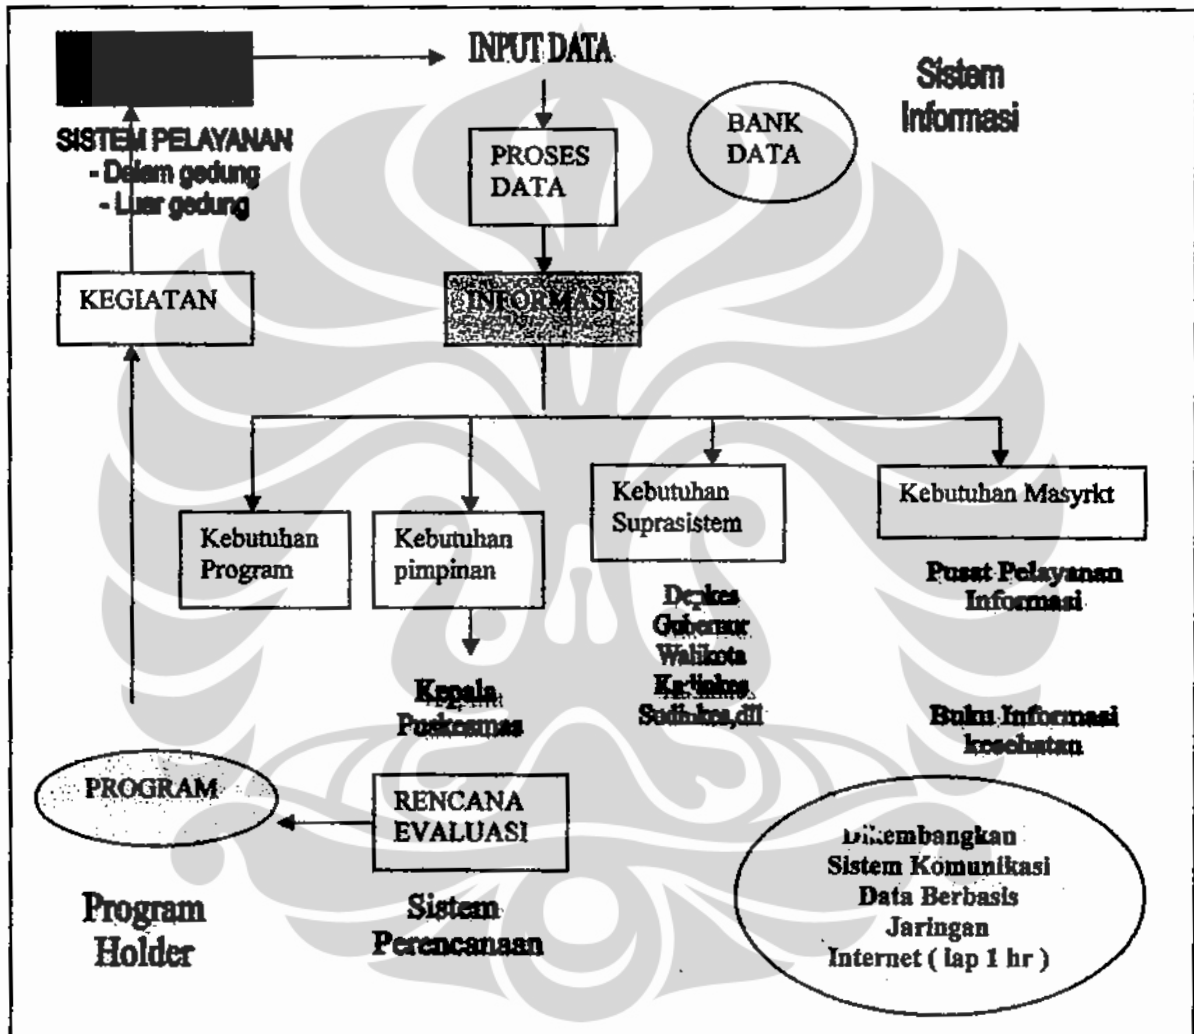 INPUT DATA
Sistem
Informasi
BANK
DATA
SISTEM PELAYANAN
- Dalam gedung
- Luar gedung
PROSES
DATA
KEGIATAN
INFORMASI
Kebutuhan
Program
Kebutuhan
pimpinan
Kebutuhan
Suprasistem
Kebutuhan Masyrkt
Kepala
Puskesmas
Depkes
Gubernur
Walikota
Kadinkes
Sudinkes,dll
Pusat Pelayanan
Informasi
Buku Informasi
kesehatan
PROGRAM
RENCANA
EVALUASI
Program
Holder
Sistem
Perencanaan
Dikembangkan
Sistem Komunikasi
Data Berbasis
Jaringan
Internet ( lap 1 hr )